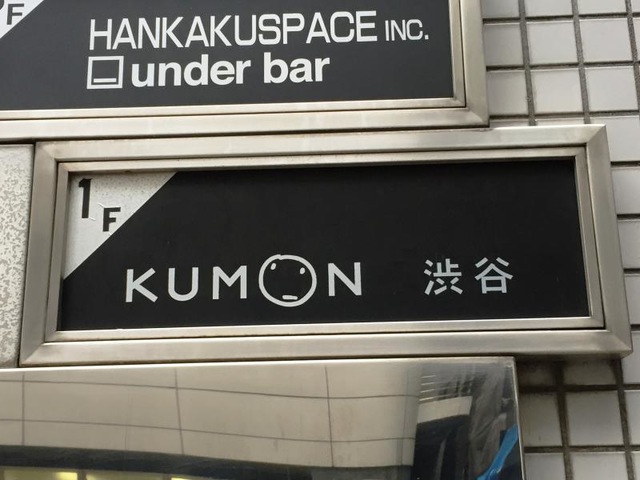 F
HANKAKUSPACE INC.
under bar
1F
KUMON 渋谷